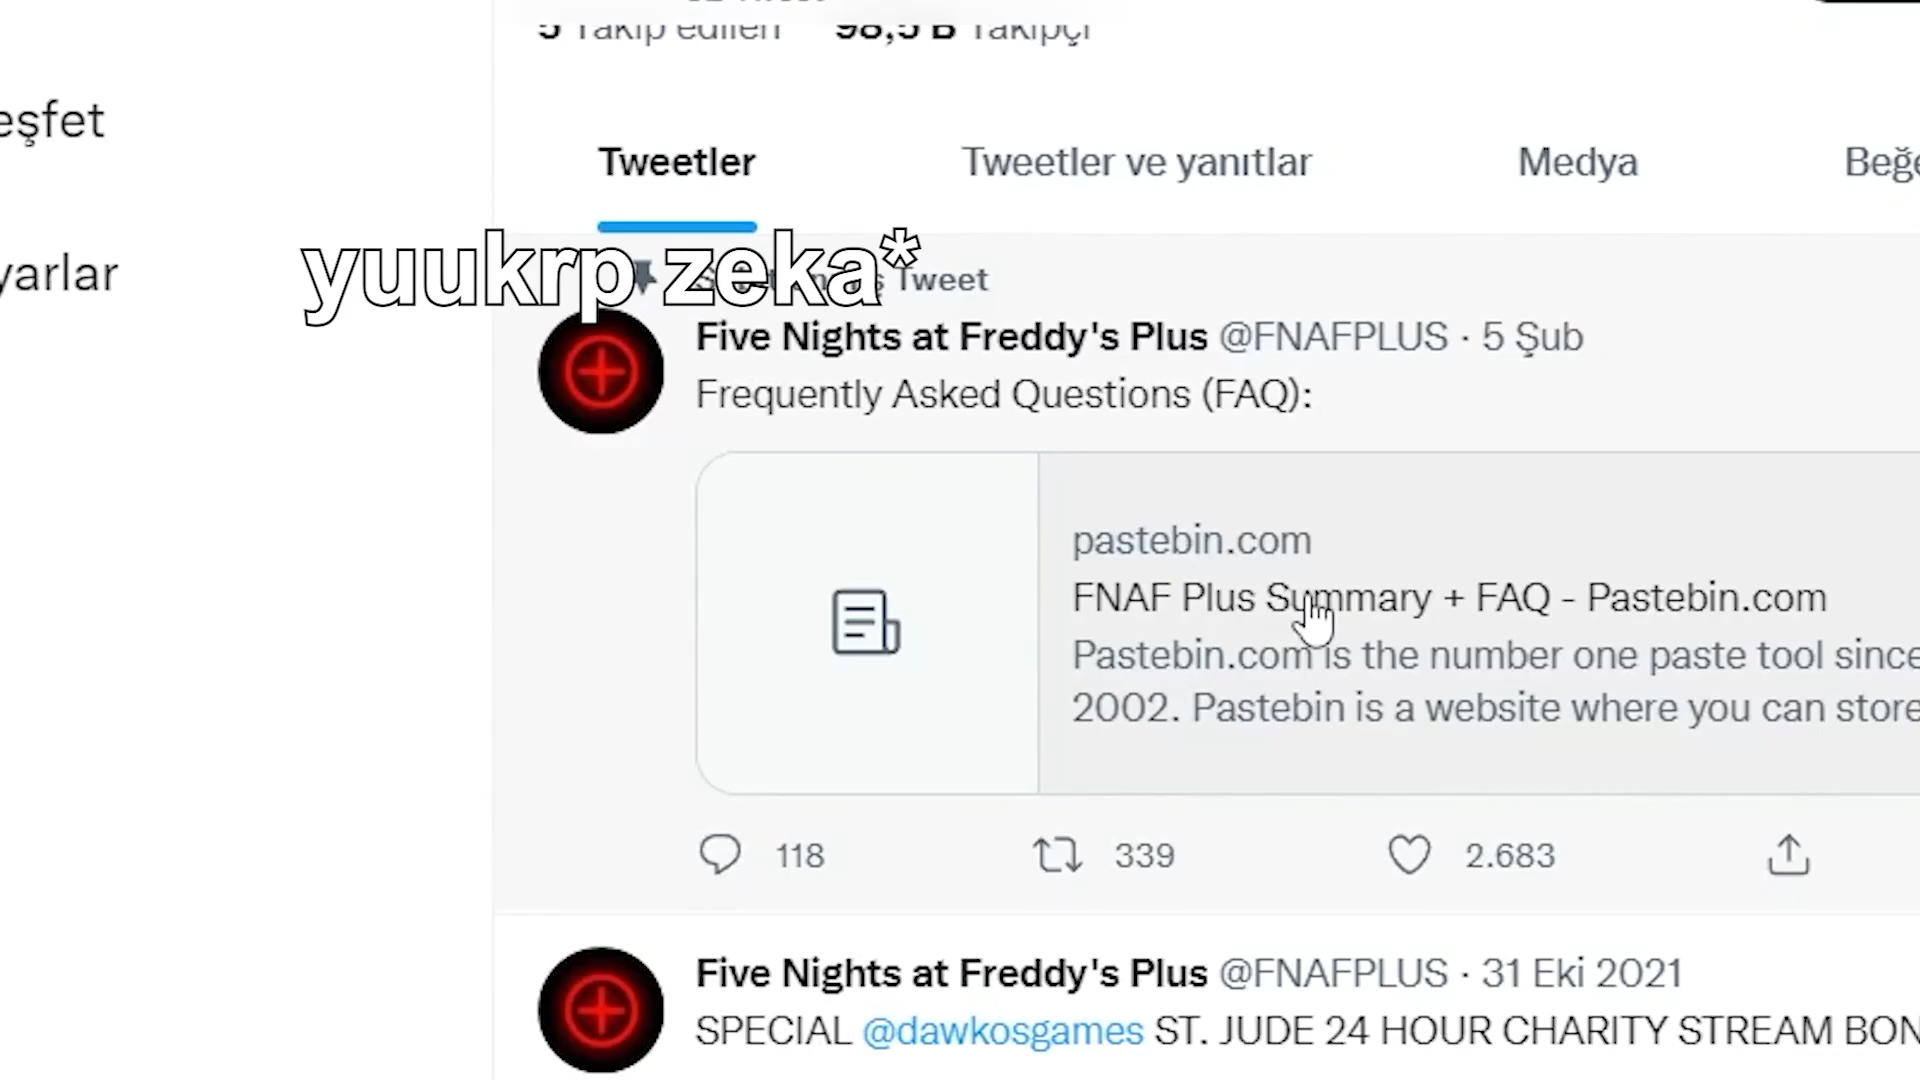 5 Takip edilen 98,5 B Takipçi
eşfet
Tweetler Tweetler ve yanıtlar Medya Beğe
yarlar
yuukrp zeka*
Tweet
Five Nights at Freddy's Plus @FNAFPLUS · 5 Şub
Frequently Asked Questions (FAQ):
pastebin.com
FNAF Plus Summary + FAQ - Pastebin.com
Pastebin.com is the number one paste tool since
2002. Pastebin is a website where you can store
118 339 2.683
Five Nights at Freddy's Plus @FNAFPLUS · 31 Eki 2021
SPECIAL @dawkosgames ST. JUDE 24 HOUR CHARITY STREAM BON